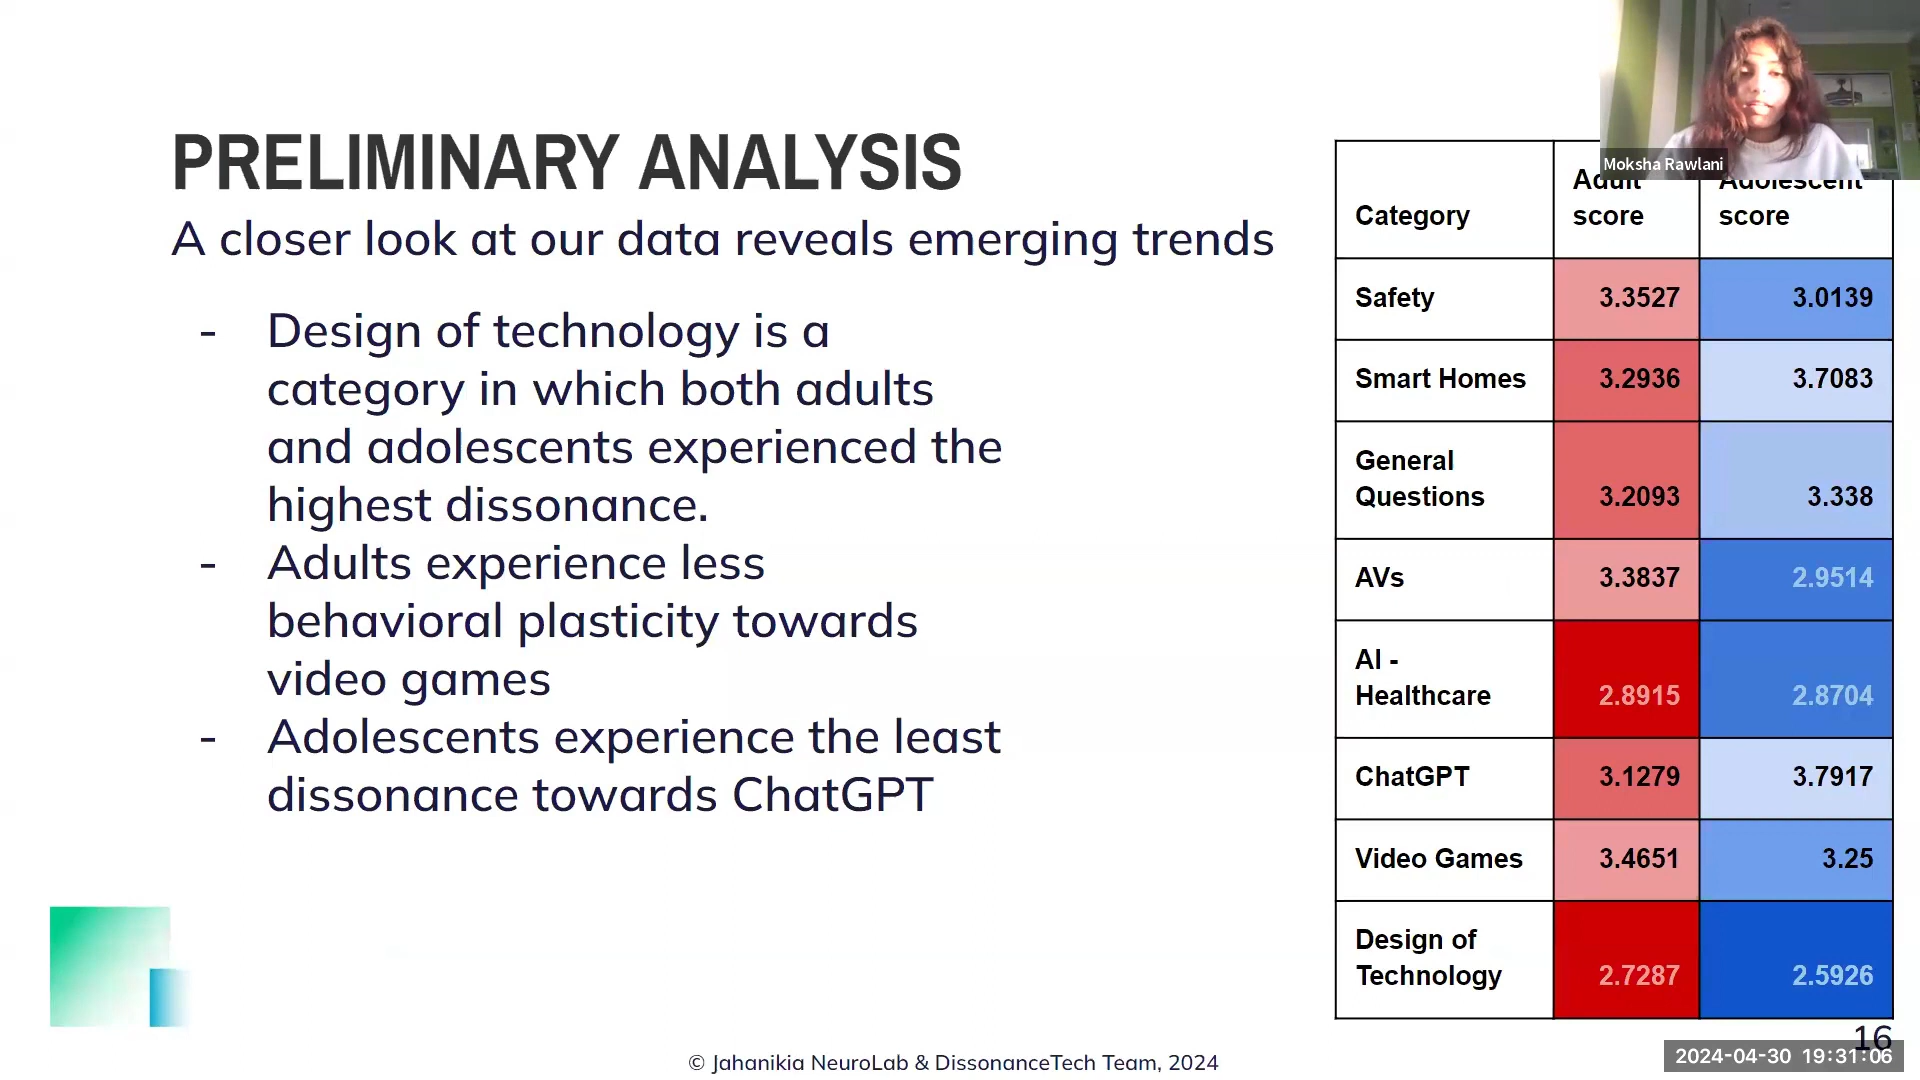 PRELIMINARY ANALYSIS
A closer look at our data reveals emerging trends
- Design of technology is a
category in which both adults
and adolescents experienced the
highest dissonance.
- Adults experience less
behavioral plasticity towards
video games
- Adolescents experience the least
dissonance towards ChatGPT
Moksha Rawlani
Category
Adult
score
Adolescent
score
Safety 3.3527 3.0139
Smart Homes 3.2936 3.7083
General
Questions 3.2093 3.338
AVs 3.3837 2.9514
AI -
Healthcare 2.8915 2.8704
ChatGPT 3.1279 3.7917
Video Games 3.4651 3.25
Design of
Technology 2.7287 2.5926
16
© Jahanikia NeuroLab & DissonanceTech Team, 2024
2024-04-30 19:31:06